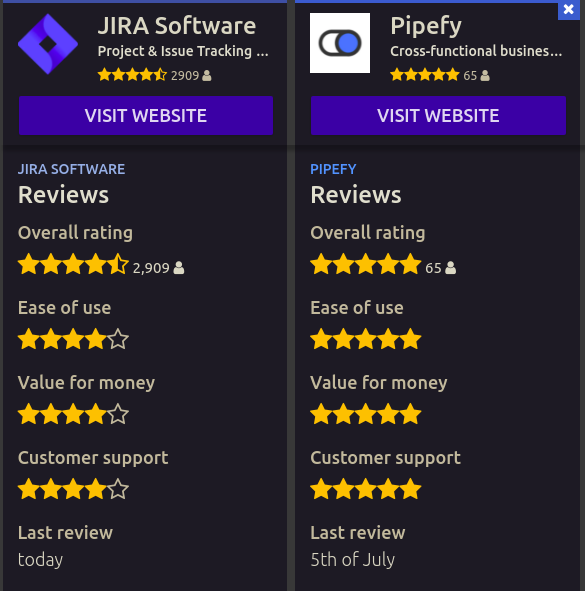 JIRA Software
Project & Issue Tracking ...
2909
VISIT WEBSITE
JIRA SOFTWARE
Reviews
Overall rating
2,909
Ease of use
Value for money
Customer support
Last review
today
Pipefy
Cross-functional busines...
65
VISIT WEBSITE
PIPEFY
Reviews
Overall rating
65
Ease of use
Value for money
Customer support
Last review
5th of July